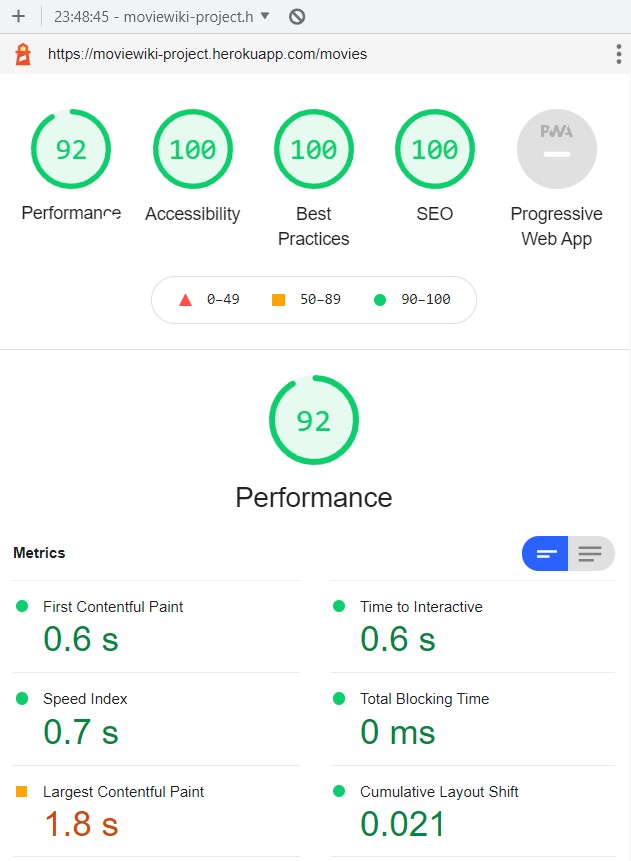 23:48:45 - moviewiki-project.h
https://moviewiki-project.herokuapp.com/movies
92
100
100
100
PWA
Performance
Accessibility
Best
Practices
SEO
Progressive
Web App
0–49
50–89
90–100
92
Performance
Metrics
First Contentful Paint
0.6 s
Time to Interactive
0.6 s
Speed Index
0.7 s
Total Blocking Time
0 ms
Largest Contentful Paint
1.8 s
Cumulative Layout Shift
0.021